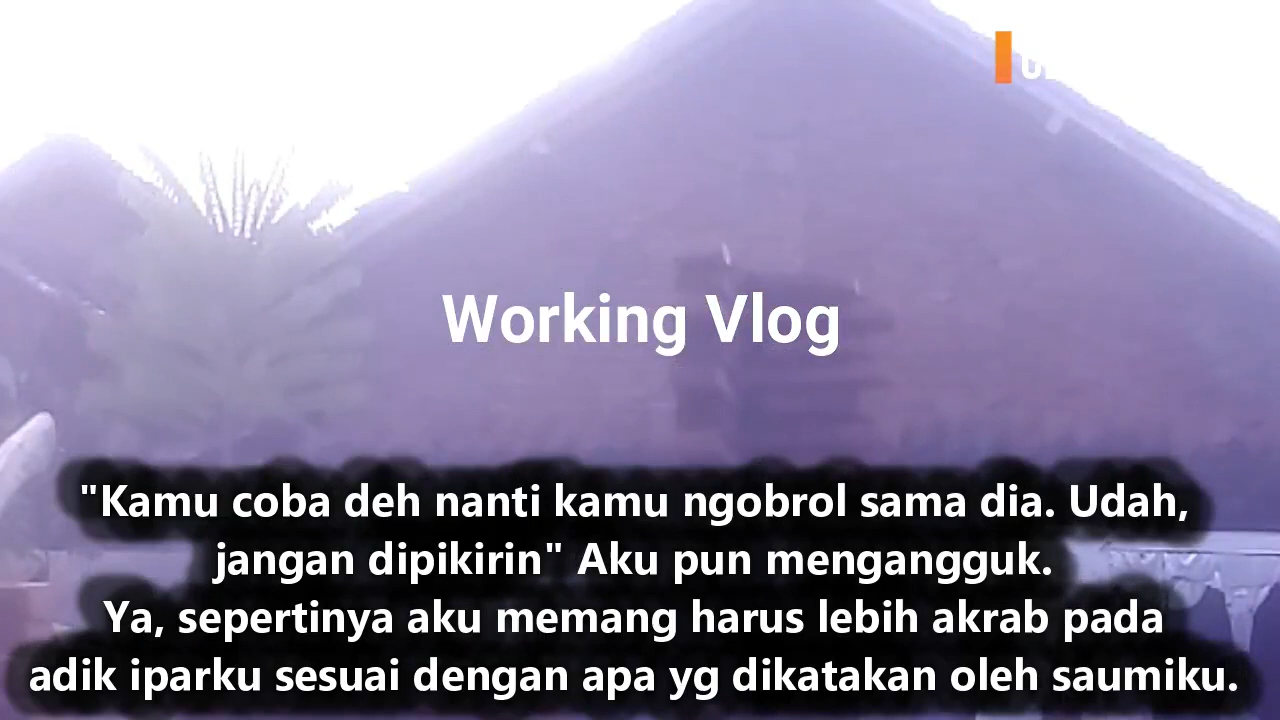 Working Vlog
"Kamu coba deh nanti kamu ngobrol sama dia. Udah,
jangan dipikirin" Aku pun mengangguk.
Ya, sepertinya aku memang harus lebih akrab pada
adik iparku sesuai dengan apa yg dikatakan oleh saumiku.